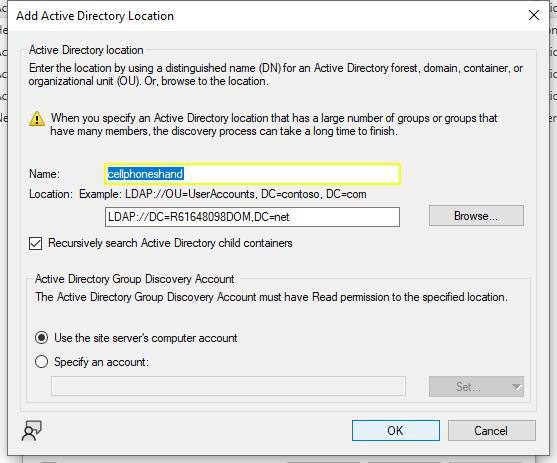 Add Active Directory Location
Active Directory location
Enter the location by using a distinguished name (DN) for an Active Directory forest, domain, container, or
organizational unit (OU). Or, browse to the location.
When you specify an Active Directory location that has a large number of groups or groups that
have many members, the discovery process can take a long time to finish.
Name: cellphoneshand
Location: Example: LDAP://OU=UserAccounts, DC=contoso, DC=com
LDAP://DC=R61648098DOM,DC=net Browse...
Recursively search Active Directory child containers
Active Directory Group Discovery Account
The Active Directory Group Discovery Account must have Read permission to the specified location.
Use the site server's computer account
Specify an account:
Set...
OK Cancel